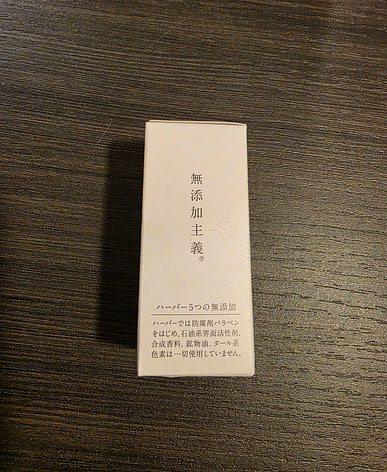 無添加主義®
ハーバー5つの無添加
ハーバーでは防腐剤パラベン
をはじめ、石油系界面活性剤、
合成香料、鉱物油、タール系
色素は一切使用していません。